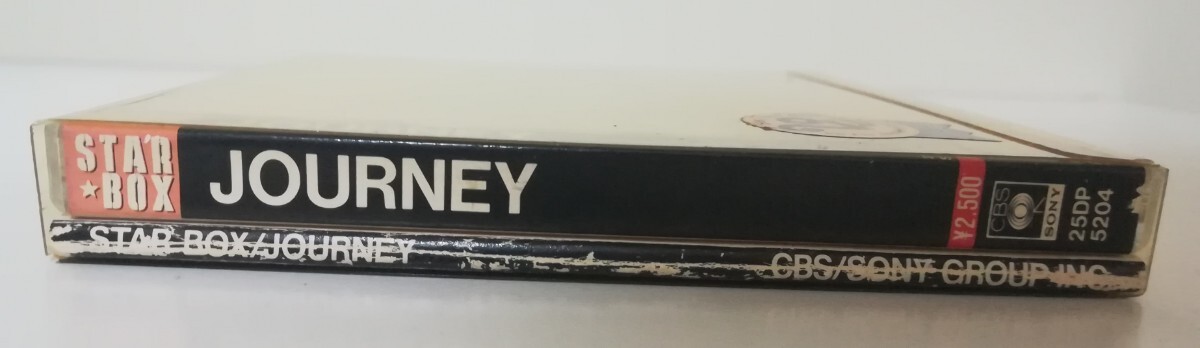 STAR
★BOX
JOURNEY
¥2.500
CBS
SONY
25DP
5204
STAR BOX/JOURNEY
CBS/SONY GROUP INC.